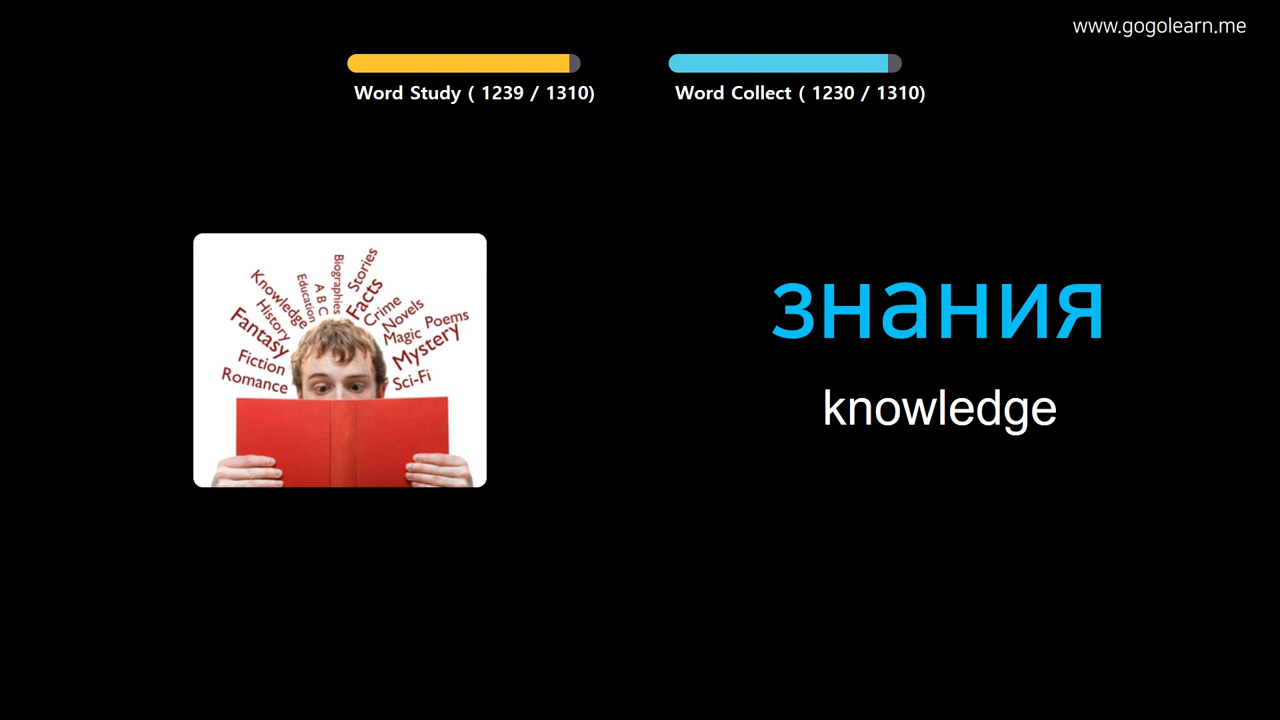 www.gogolearn.me
Word Study ( 1239 / 1310)
Word Collect ( 1230 / 1310)
Knowledge
History
Fantasy
Fiction
Romance
Education
A B C
Biographies
Stories
Facts
Crime
Novels
Magic
Poems
Mystery
Sci-Fi
знания
knowledge